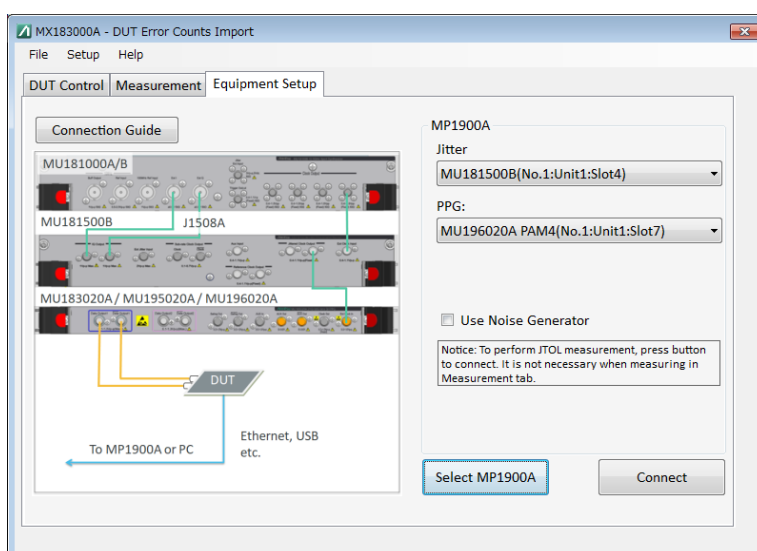 MX183000A - DUT Error Counts Import
File Setup Help
DUT Control Measurement Equipment Setup
Connection Guide
MU181000A/B
MU181500B J1508A
MU183020A / MU195020A / MU196020A
DUT
To MP1900A or PC
Ethernet, USB
etc.
MP1900A
Jitter
MU181500B(No.1:Unit1:Slot4)
PPG:
MU196020A PAM4(No.1:Unit1:Slot7)
Use Noise Generator
Notice: To perform JTOL measurement, press button
to connect. It is not necessary when measuring in
Measurement tab.
Select MP1900A Connect